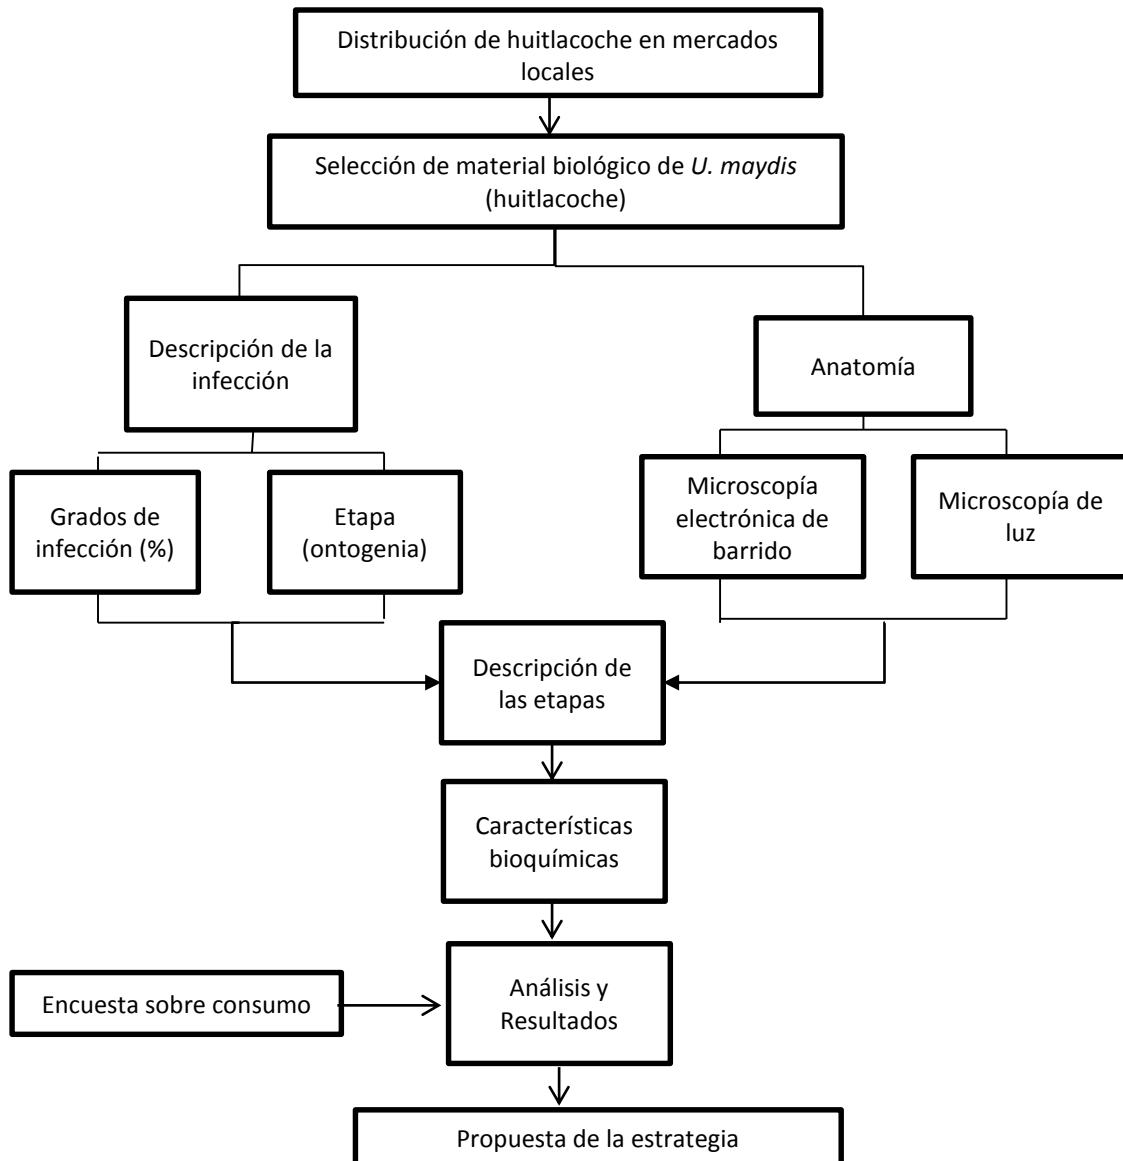 Distribución de huitlacoche en mercados
locales
Selección de material biológico de U. maydis
(huitlacoche)
Descripción de la
infección
Anatomía
Grados de
infección (%)
Etapa
(ontogenia)
Microscopía
electrónica de
barrido
Microscopía de
luz
Descripción de
las etapas
Características
bioquímicas
Encuesta sobre consumo
Análisis y
Resultados
Propuesta de la estrategia